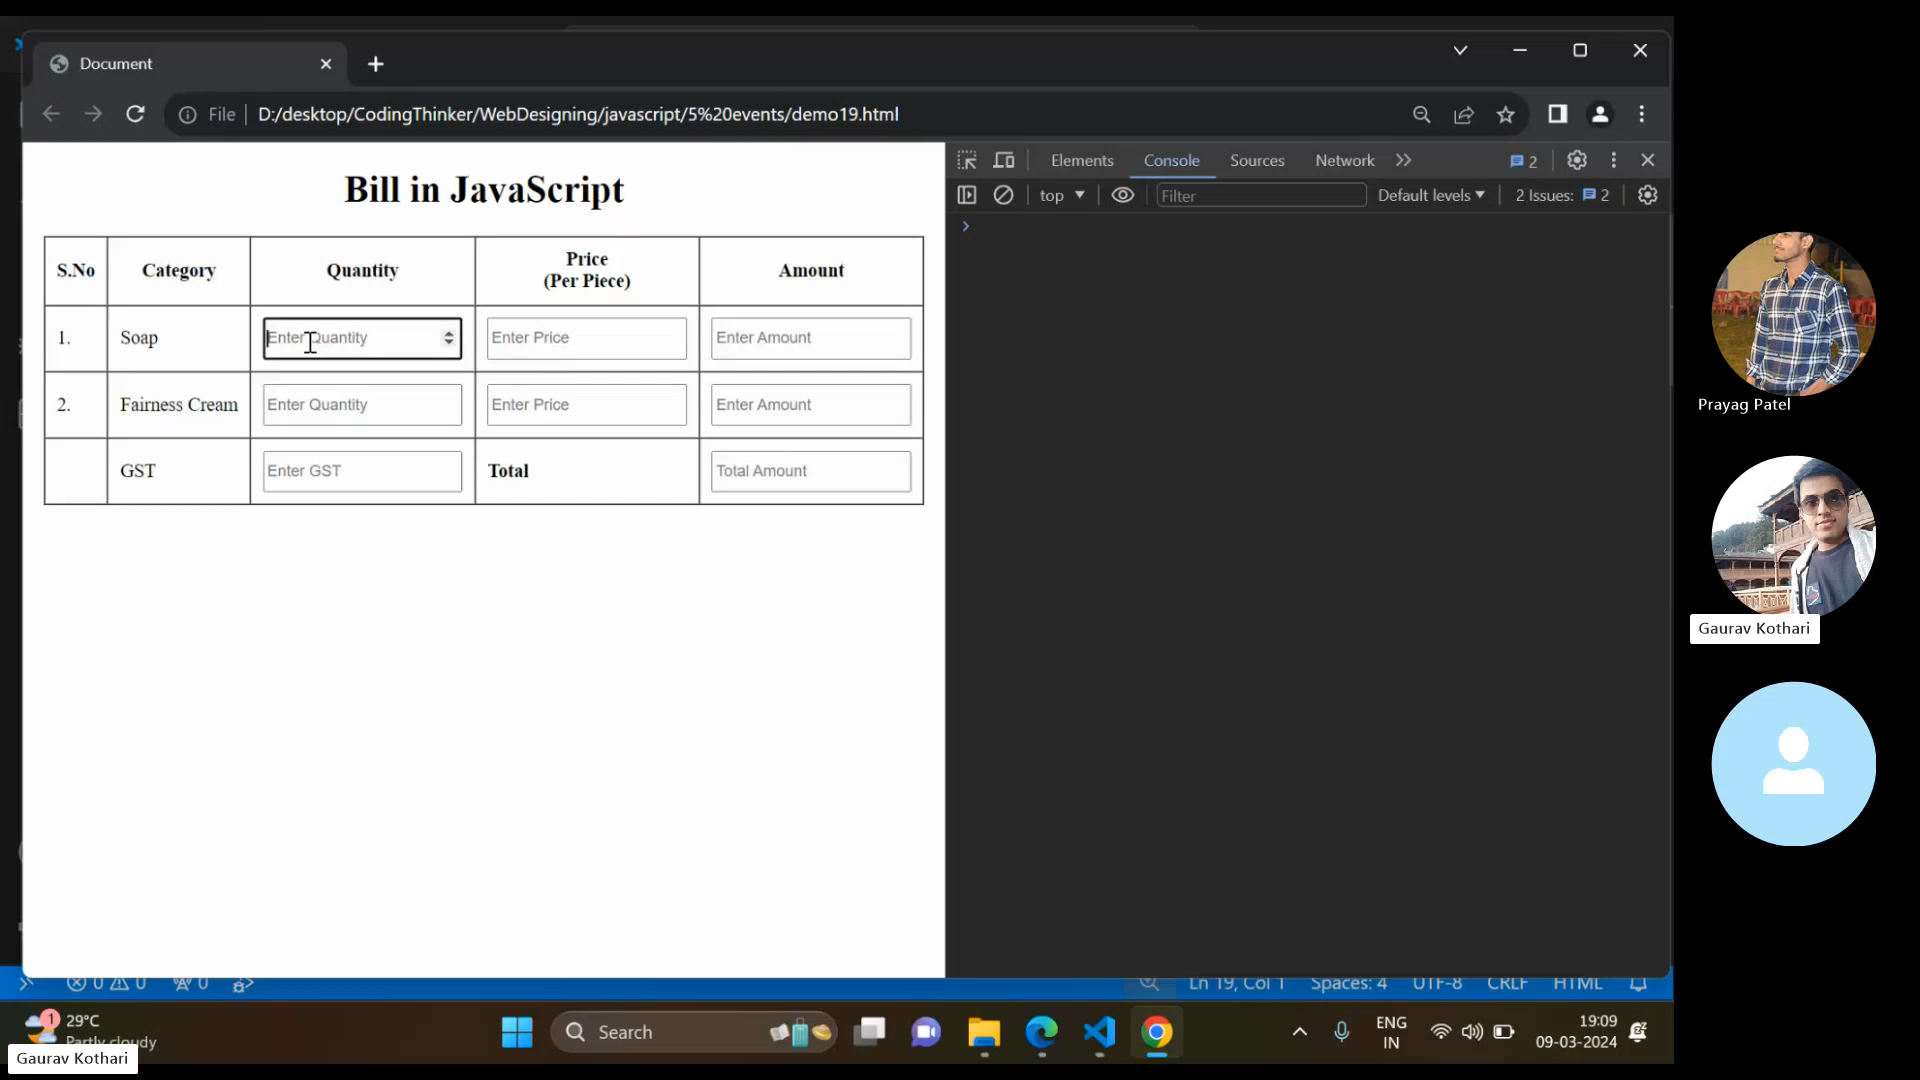 Document
File
D:/desktop/CodingThinker/WebDesigning/javascript/5%20events/demo19.html
Elements Console Sources Network 2
top Filter Default levels 2 Issues: 2
Bill in JavaScript
S.No Category Quantity Price
(Per Piece) Amount
1. Soap Enter Quantity Enter Price Enter Amount
2. Fairness Cream Enter Quantity Enter Price Enter Amount
GST Enter GST Total Total Amount
Prayag Patel
Gaurav Kothari
0 0 0 Ln 19, Col 1 Spaces: 4 UTF-8 CRLF HTML
1 29°C
Partly cloudy
Search
ENG
IN
19:09
09-03-2024
Gaurav Kothari